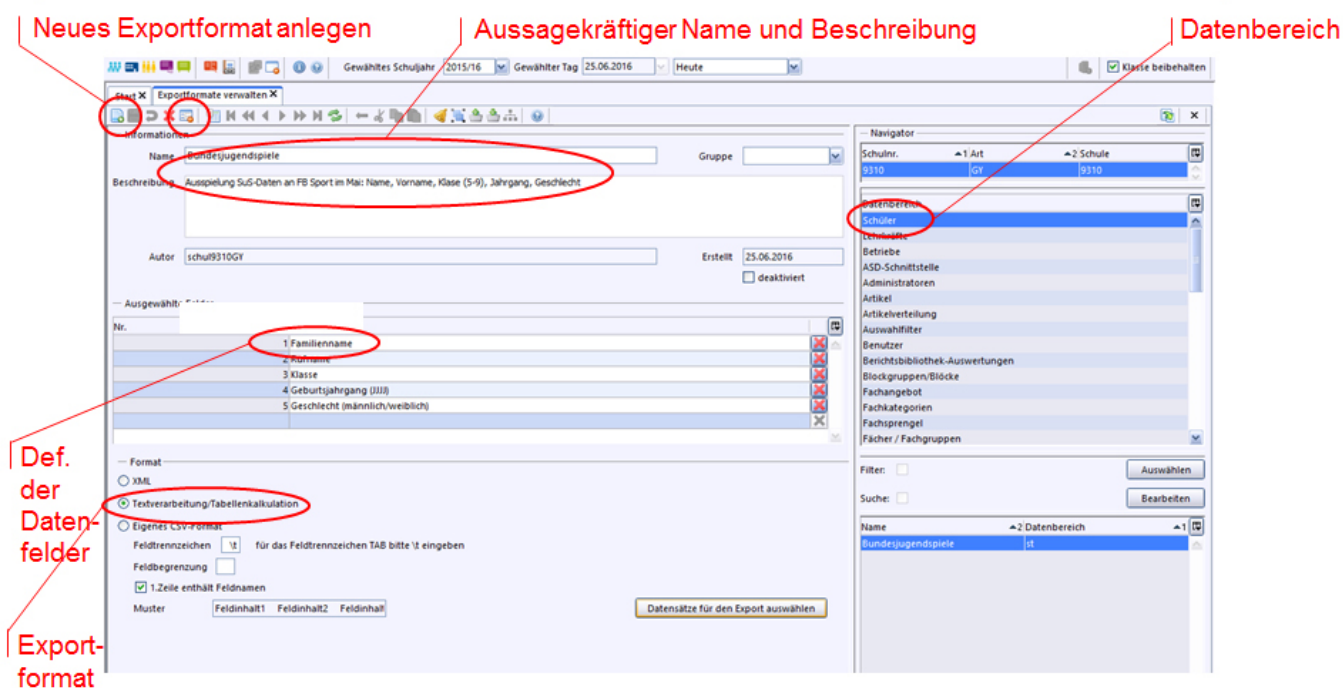 Neues Exportformat anlegen
Aussagekräftiger Name und Beschreibung
Datenbereich
Gewähltes Schuljahr 2015/16 Gewählter Tag 25.06.2016 Heute Klasse beibehalten
Start Exportformate verwalten
Informationen
Name Bundesjugendspiele Gruppe
Beschreibung Ausspielung SuS-Daten an FB Sport im Mai: Name, Vorname, Klase (5-9), Jahrgang, Geschlecht
Autor schul9310GY Erstellt 25.06.2016
deaktiviert
Ausgewählte Felder
Nr.
1 Familienname
2 Rufname
3 Klasse
4 Geburtsjahrgang (JJJJ)
5 Geschlecht (männlich/weiblich)
Def.
der
Daten-
felder
Format
XML
Textverarbeitung/Tabellenkalkulation
Eigenes CSV-Format
Feldtrennzeichen \t für das Feldtrennzeichen TAB bitte \t eingeben
Feldbegrenzung
1.Zeile enthält Feldnamen
Muster Feldinhalt1 Feldinhalt2 Feldinhalt
Datensätze für den Export auswählen
Export-
format
Navigator
Schulnr. 1 Art 2 Schule
9310 GY 9310
Datenbereich
Schüler
Lehrkräfte
Betriebe
ASD-Schnittstelle
Administratoren
Artikel
Artikelverteilung
Auswahlfilter
Benutzer
Berichtsbibliothek-Auswertungen
Blockgruppen/Blöcke
Fachangebot
Fachkategorien
Fachsprengel
Fächer / Fachgruppen
Filter: Auswählen
Suche: Bearbeiten
Name 2 Datenbereich 1
Bundesjugendspiele st